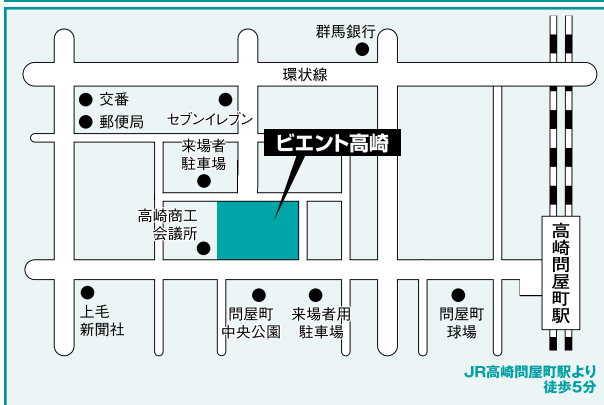 群馬銀行
環状線
交番
郵便局
セブンイレブン
来場者
駐車場
ビエント高崎
高崎商工
会議所
高崎問屋町駅
上毛
新聞社
問屋町
中央公園
来場者用
駐車場
問屋町
球場
JR高崎問屋町駅より
徒歩5分